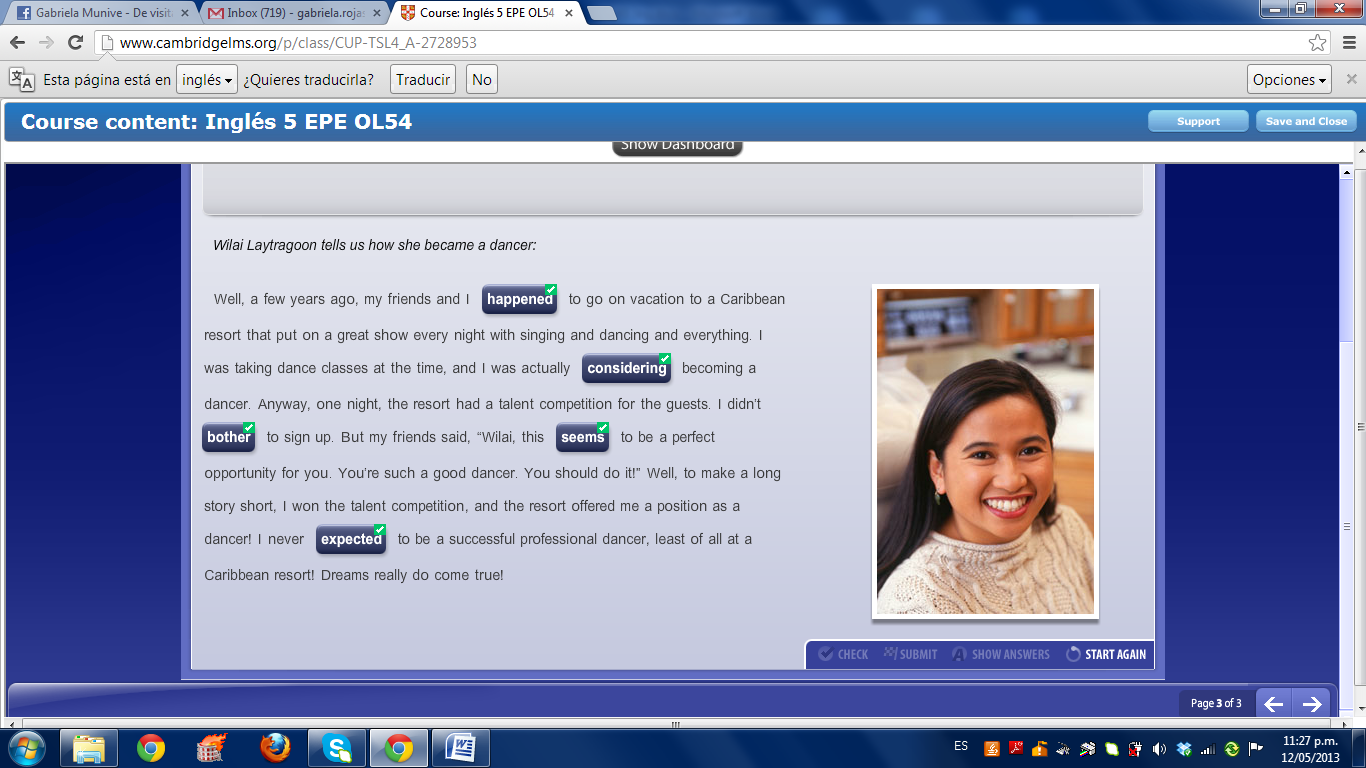 Gabriela Munive - De visita
Inbox (719) - gabriela.rojas
Course: Inglés 5 EPE OL54
www.cambridgelms.org/p/class/CUP-TSL4_A-2728953
Esta página está en inglés ¿Quieres traducirla? Traducir No Opciones
Course content: Inglés 5 EPE OL54 Support Save and Close
Show Dashboard
Wilai Laytragoon tells us how she became a dancer:
Well, a few years ago, my friends and I happened to go on vacation to a Caribbean
resort that put on a great show every night with singing and dancing and everything. I
was taking dance classes at the time, and I was actually considering becoming a
dancer. Anyway, one night, the resort had a talent competition for the guests. I didn't
bother to sign up. But my friends said, “Wilai, this seems to be a perfect
opportunity for you. You're such a good dancer. You should do it!” Well, to make a long
story short, I won the talent competition, and the resort offered me a position as a
dancer! I never expected to be a successful professional dancer, least of all at a
Caribbean resort! Dreams really do come true!
CHECK SUBMIT SHOW ANSWERS START AGAIN
Page 3 of 3
ES
11:27 p.m.
12/05/2013